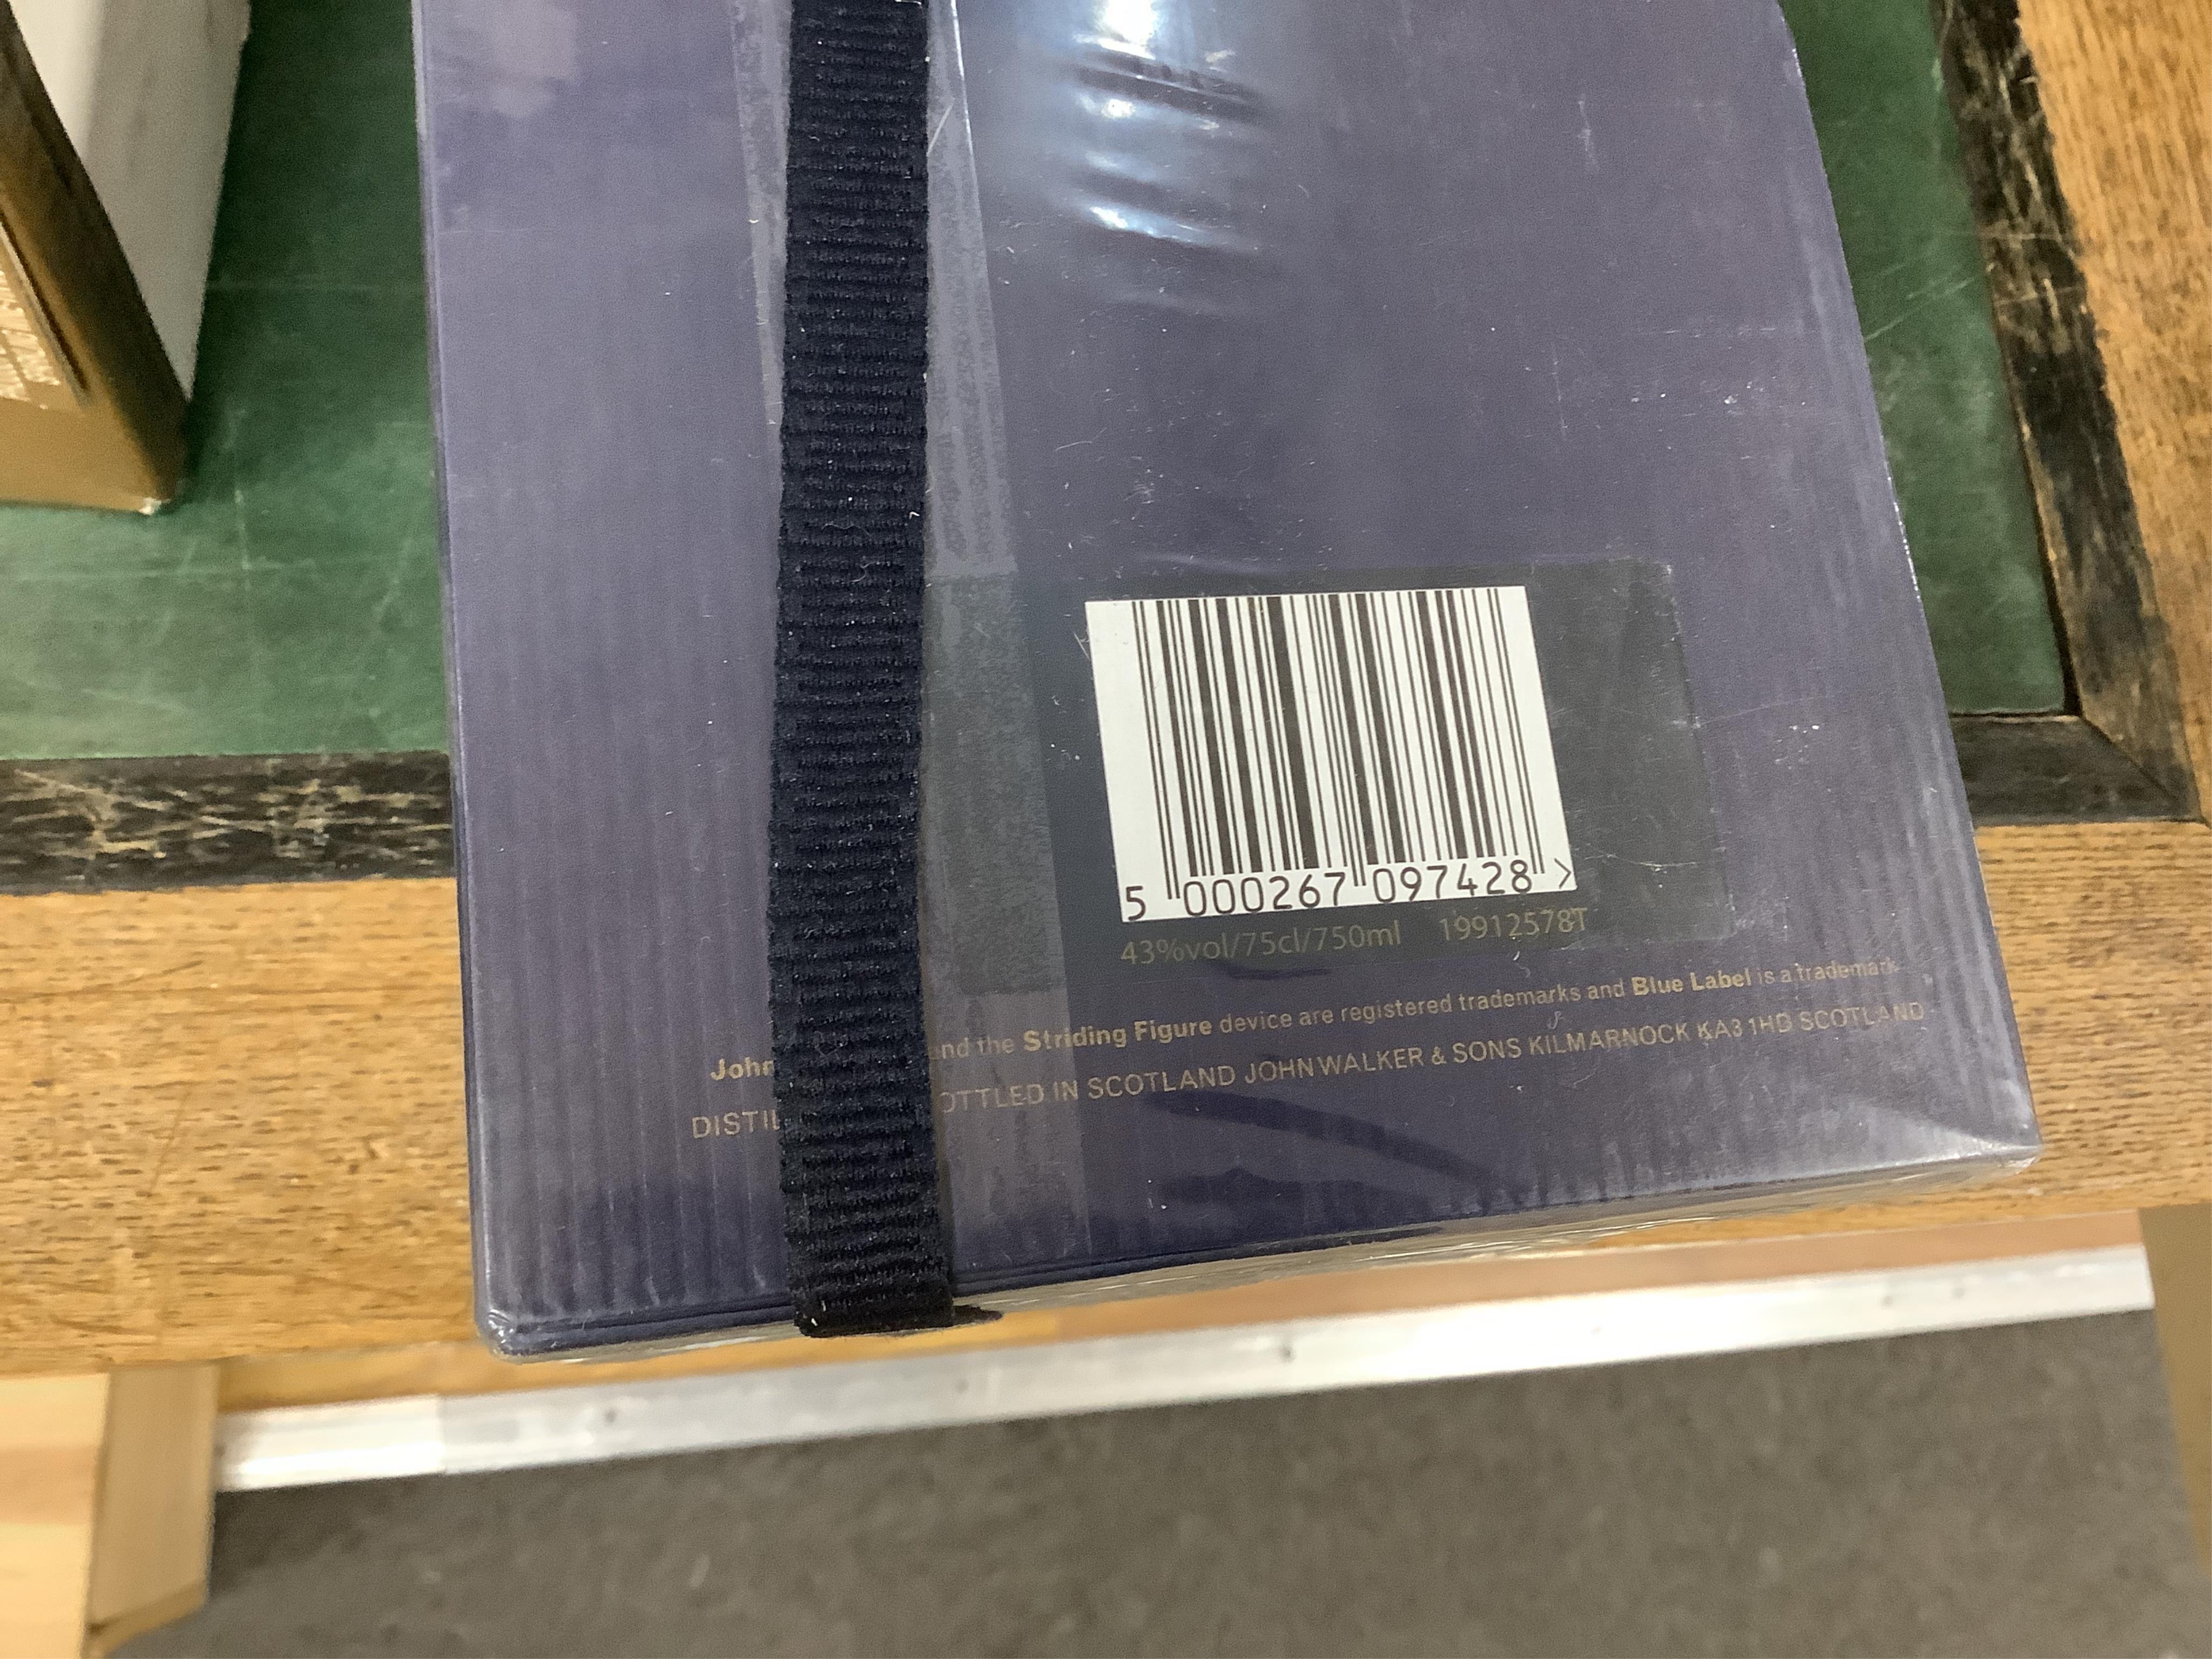 5 000267 097428 >
43%vol/75cl/750ml 19912578T
John nd the Striding Figure device are registered trademarks and Blue Label is a trademark
DISTIL OTTLED IN SCOTLAND JOHN WALKER & SONS KILMARNOCK KA3 1HD SCOTLAND